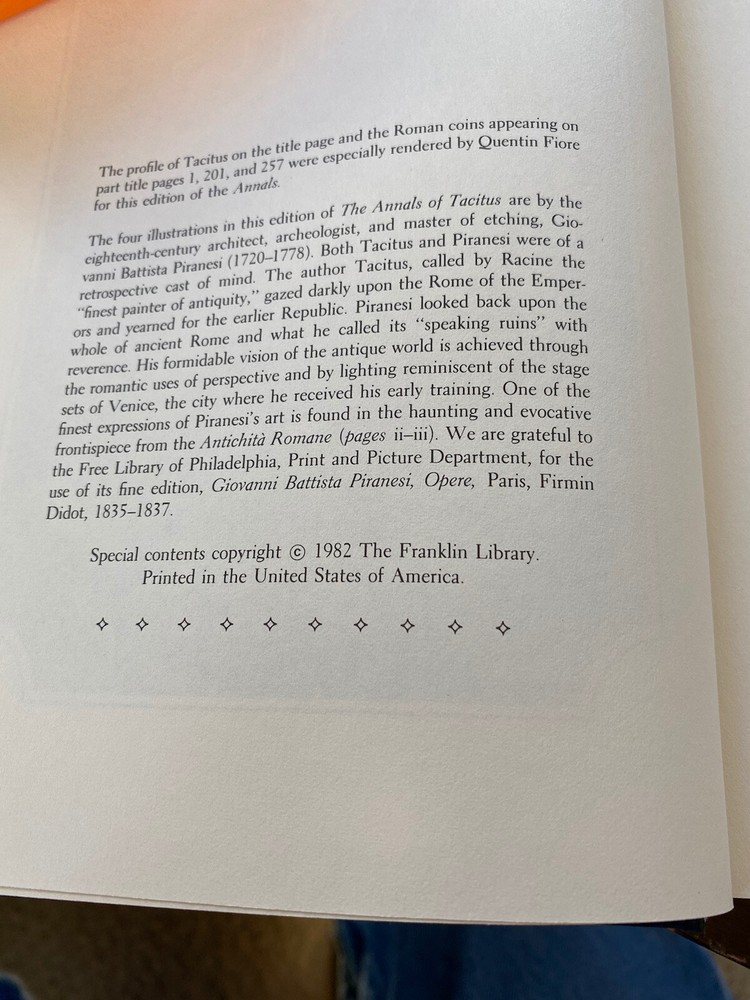 The profile of Tacitus on the title page and the Roman coins appearing on
part title pages 1, 201, and 257 were especially rendered by Quentin Fiore
for this edition of the Annals.
The four illustrations in this edition of The Annals of Tacitus are by the
eighteenth-century architect, archeologist, and master of etching, Gio-
vanni Battista Piranesi (1720–1778). Both Tacitus and Piranesi were of a
retrospective cast of mind. The author Tacitus, called by Racine the
“finest painter of antiquity,” gazed darkly upon the Rome of the Emper-
ors and yearned for the earlier Republic. Piranesi looked back upon the
whole of ancient Rome and what he called its “speaking ruins” with
reverence. His formidable vision of the antique world is achieved through
the romantic uses of perspective and by lighting reminiscent of the stage
sets of Venice, the city where he received his early training. One of the
finest expressions of Piranesi’s art is found in the haunting and evocative
frontispiece from the Antichità Romane (pages ii–iii). We are grateful to
the Free Library of Philadelphia, Print and Picture Department, for the
use of its fine edition, Giovanni Battista Piranesi, Opere, Paris, Firmin
Didot, 1835–1837.
Special contents copyright © 1982 The Franklin Library.
Printed in the United States of America.